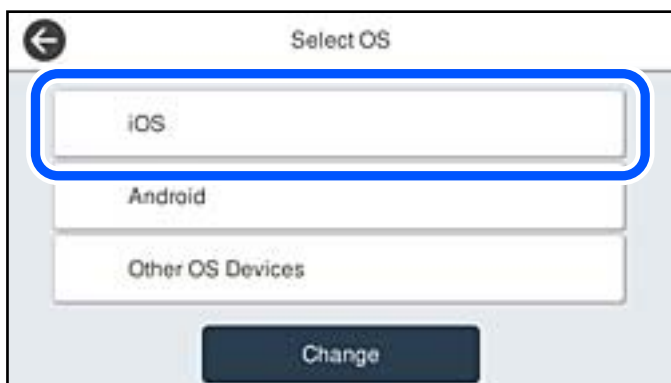 Select OS
iOS
Android
Other OS Devices
Change